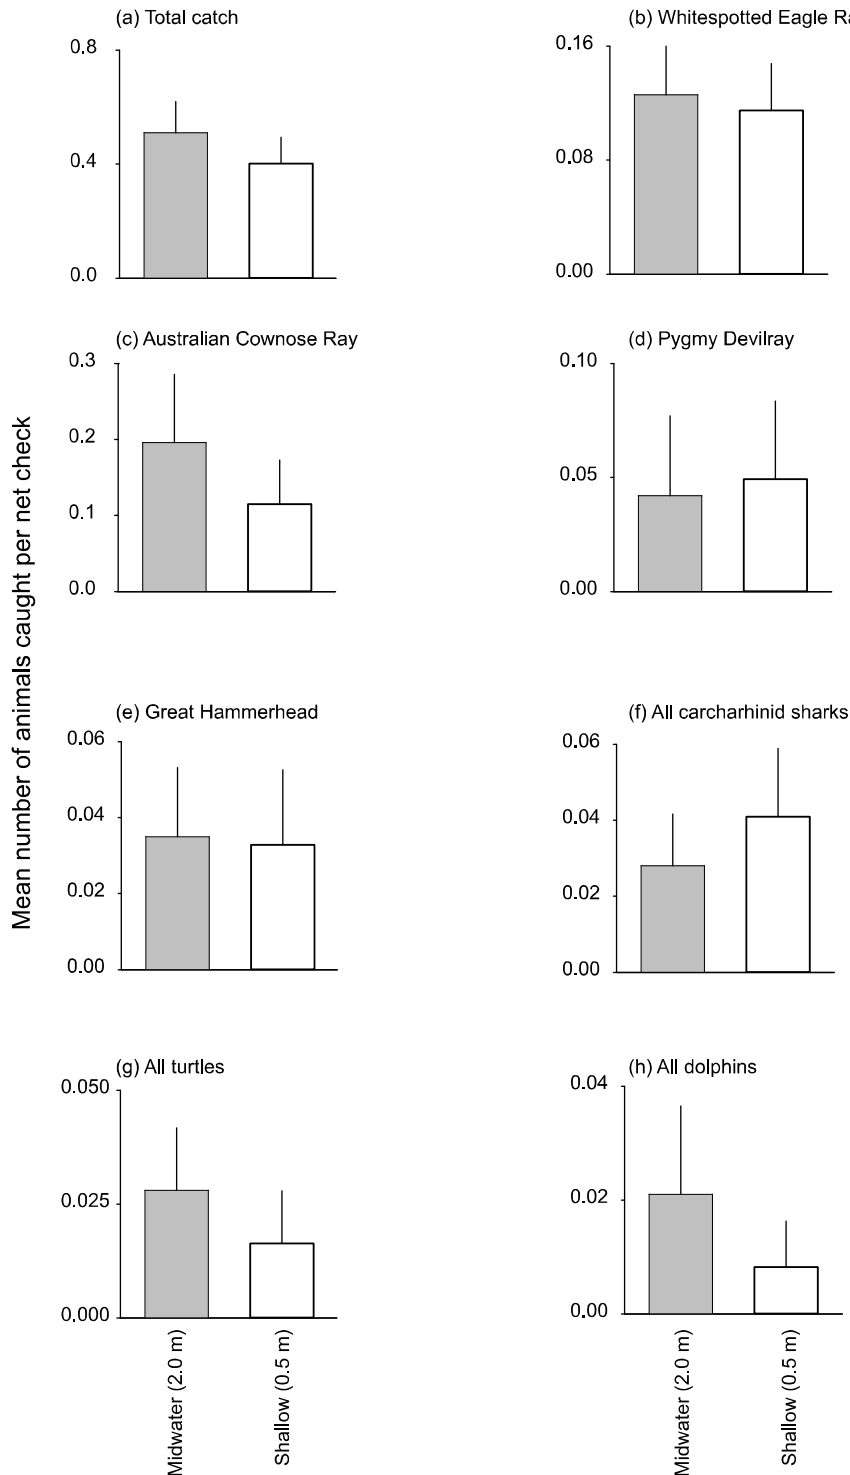 (a) Total catch
0.8
0.4
0.0
(b) Whitespotted Eagle Ra
0.16
0.08
0.00
(c) Australian Cownose Ray
0.3
0.2
0.1
0.0
(d) Pygmy Devilray
0.10
0.05
0.00
Mean number of animals caught per net check
(e) Great Hammerhead
0.06
0.04
0.02
0.00
(f) All carcharhinid sharks
0.06
0.04
0.02
0.00
(g) All turtles
0.050
0.025
0.000
Midwater (2.0 m)
Shallow (0.5 m)
(h) All dolphins
0.04
0.02
0.00
Midwater (2.0 m)
Shallow (0.5 m)